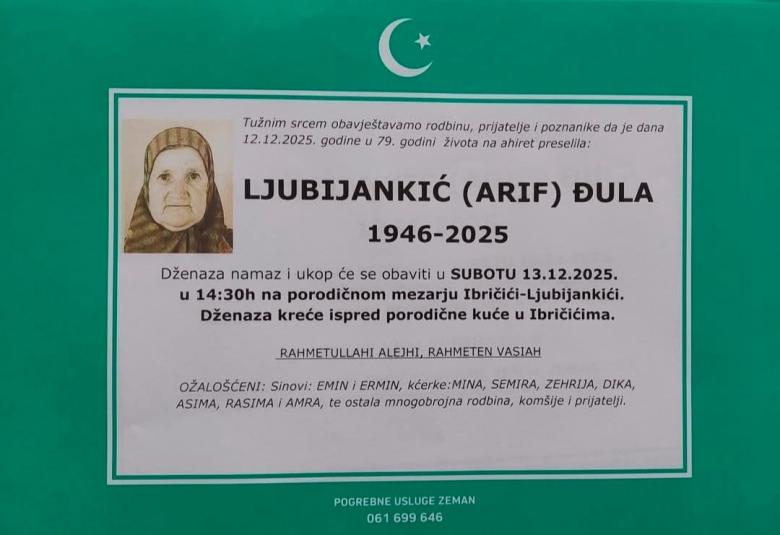 Tužnim srcem obavještavamo rodbinu, prijatelje i poznanike da je dana
12.12.2025. godine u 79. godini života na ahiret preselila:
LJUBIJANKIĆ (ARIF) ĐULA
1946-2025
Dženaza namaz i ukop će se obaviti u SUBOTU 13.12.2025.
u 14:30h na porodičnom mezarju Ibričići-Ljubijankići.
Dženaza kreće ispred porodične kuće u Ibričićima.
RAHMETULLAHI ALEJHI, RAHMETEN VASIAH
OŽALOŠĆENI: Sinovi: EMIN i ERMIN, kćerke:MINA, SEMIRA, ZEHRIJA, DIKA,
ASIMA, RASIMA i AMRA, te ostala mnogobrojna rodbina, komšije i prijatelji.
POGREBNE USLUGE ZEMAN
061 699 646